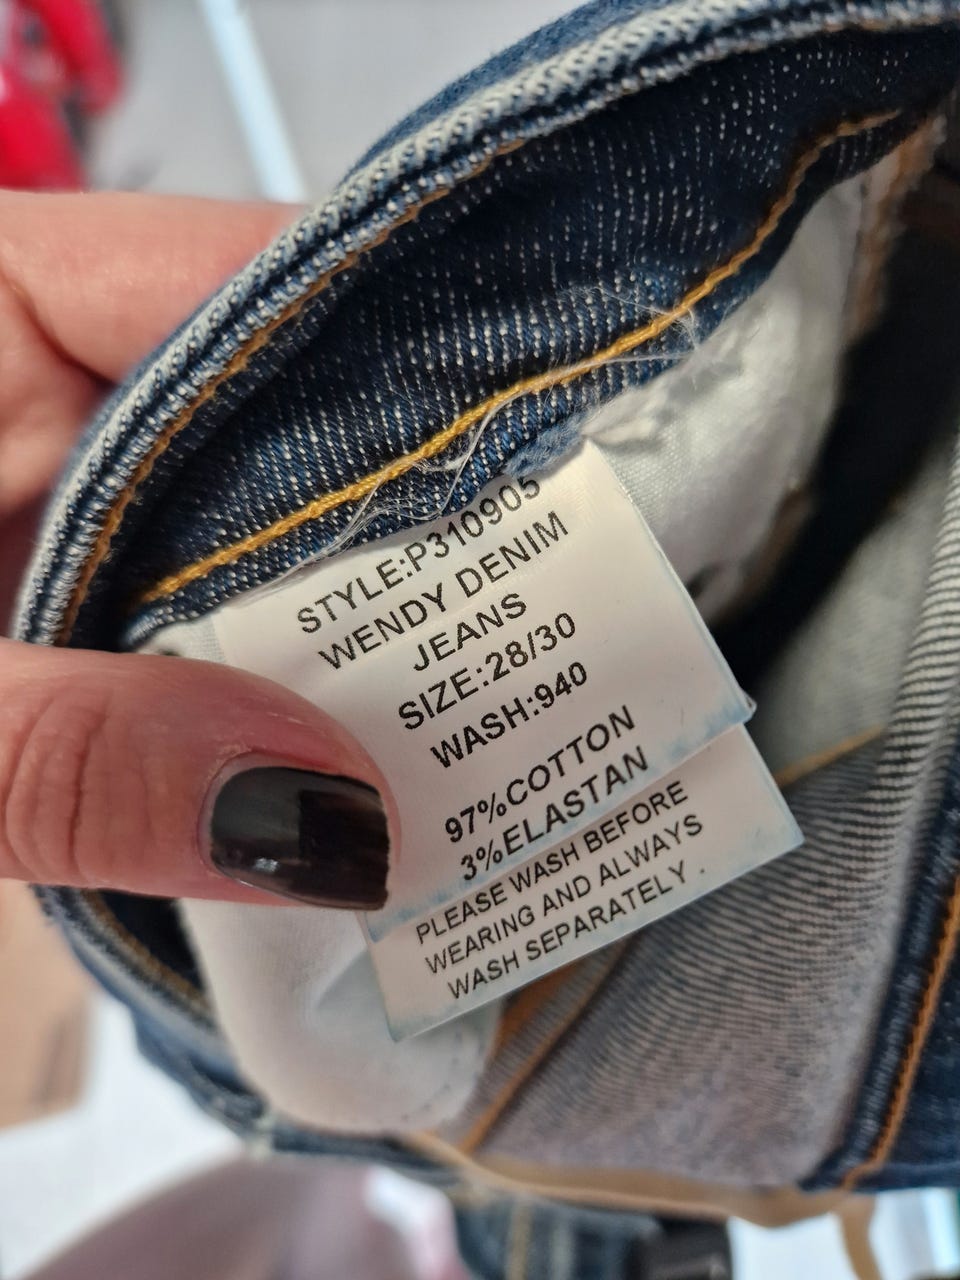 STYLE:P310905
WENDY DENIM
JEANS
SIZE:28/30
WASH:940
97%COTTON
3%ELASTAN
PLEASE WASH BEFORE
WEARING AND ALWAYS
WASH SEPARATELY .